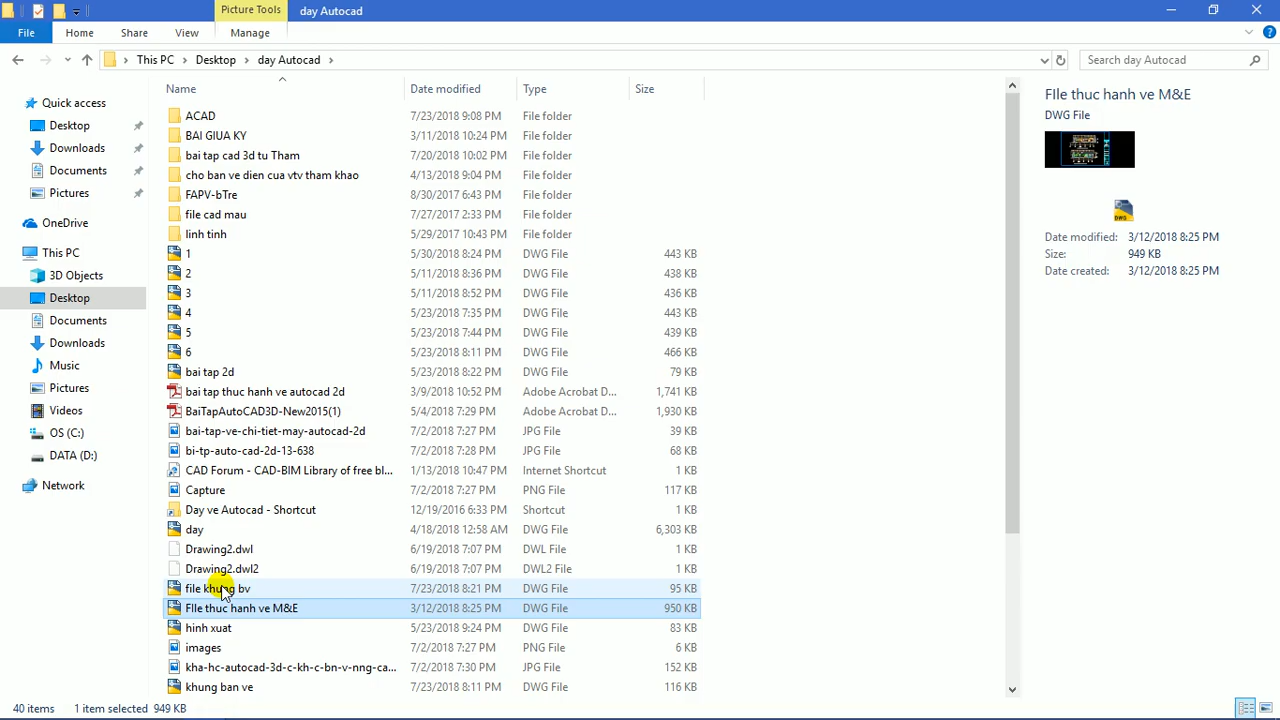 Picture Tools
day Autocad
File
Home
Share
View
Manage
This PC
Desktop
day Autocad
Search day Autocad
Name
Date modified
Type
Size
Quick access
Desktop
Downloads
Documents
Pictures
OneDrive
This PC
3D Objects
Desktop
Documents
Downloads
Music
Pictures
Videos
OS (C:)
DATA (D:)
Network
ACAD 7/23/2018 9:08 PM File folder
BAI GIUA KY 3/11/2018 10:24 PM File folder
bai tap cad 3d tu Tham 7/20/2018 10:02 PM File folder
cho ban ve dien cua vtv tham khao 4/13/2018 9:04 PM File folder
FAPV-bTre 8/30/2017 6:43 PM File folder
file cad mau 7/27/2017 2:33 PM File folder
linh tinh 5/29/2017 10:43 PM File folder
1 5/30/2018 8:24 PM DWG File 443 KB
2 5/11/2018 8:36 PM DWG File 438 KB
3 5/11/2018 8:52 PM DWG File 436 KB
4 5/23/2018 7:35 PM DWG File 443 KB
5 5/23/2018 7:44 PM DWG File 439 KB
6 5/23/2018 8:11 PM DWG File 466 KB
bai tap 2d 5/23/2018 8:22 PM DWG File 79 KB
bai tap thuc hanh ve autocad 2d 3/9/2018 10:52 PM Adobe Acrobat D... 1,741 KB
BaiTapAutoCAD3D-New2015(1) 5/4/2018 7:29 PM Adobe Acrobat D... 1,930 KB
bai-tap-ve-chi-tiet-may-autocad-2d 7/2/2018 7:27 PM JPG File 39 KB
bi-tp-auto-cad-2d-13-638 7/2/2018 7:28 PM JPG File 68 KB
CAD Forum - CAD-BIM Library of free bl... 1/13/2018 10:47 PM Internet Shortcut 1 KB
Capture 7/2/2018 7:27 PM PNG File 117 KB
Day ve Autocad - Shortcut 12/19/2016 6:33 PM Shortcut 1 KB
day 4/18/2018 12:58 AM DWG File 6,303 KB
Drawing2.dwl 6/19/2018 7:07 PM DWL File 1 KB
Drawing2.dwl2 6/19/2018 7:07 PM DWL2 File 1 KB
file khung bv 7/23/2018 8:21 PM DWG File 95 KB
FIle thuc hanh ve M&E 3/12/2018 8:25 PM DWG File 950 KB
hinh xuat 5/23/2018 9:24 PM DWG File 83 KB
images 7/2/2018 7:27 PM PNG File 6 KB
kha-hc-autocad-3d-c-kh-c-bn-v-nng-ca... 7/2/2018 7:30 PM JPG File 152 KB
khung ban ve 7/23/2018 8:11 PM DWG File 116 KB
FIle thuc hanh ve M&E
DWG File
DWG
Date modified: 3/12/2018 8:25 PM
Size: 949 KB
Date created: 3/12/2018 8:25 PM
40 items 1 item selected 949 KB